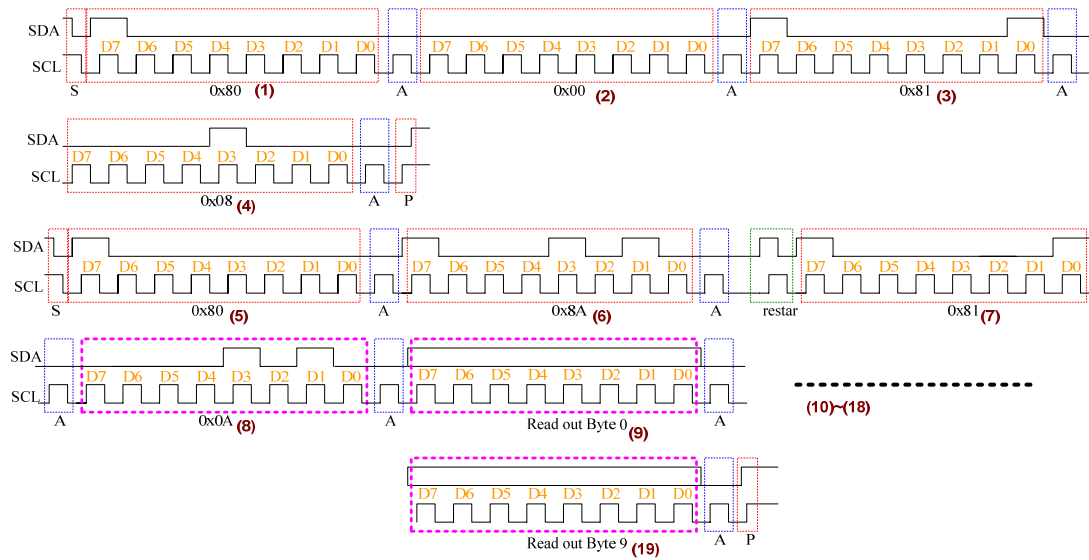 SDA
D7 D6 D5 D4 D3 D2 D1 D0 D7 D6 D5 D4 D3 D2 D1 D0 D7 D6 D5 D4 D3 D2 D1 D0
SCL
S 0x80 (1) A 0x00 (2) A 0x81 (3) A
SDA
D7 D6 D5 D4 D3 D2 D1 D0
SCL
0x08 (4) A P
SDA
D7 D6 D5 D4 D3 D2 D1 D0 D7 D6 D5 D4 D3 D2 D1 D0 D7 D6 D5 D4 D3 D2 D1 D0
SCL
S 0x80 (5) A 0x8A (6) A restar 0x81 (7)
SDA
D7 D6 D5 D4 D3 D2 D1 D0 D7 D6 D5 D4 D3 D2 D1 D0
SCL
(10)~(18)
A 0x0A (8) A Read out Byte 0 (9) A
D7 D6 D5 D4 D3 D2 D1 D0
Read out Byte 9 (19) A P